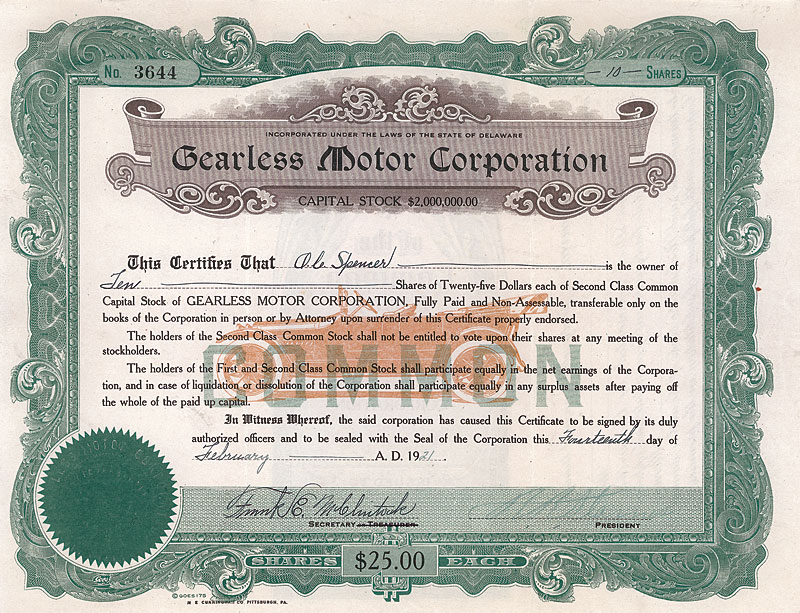 No. 3644
— 10 — SHARES
INCORPORATED UNDER THE LAWS OF THE STATE OF DELAWARE
Gearless Motor Corporation
CAPITAL STOCK $2,000,000.00
This Certifies That Ole Spencer is the owner of
Ten Shares of Twenty-five Dollars each of Second Class Common
Capital Stock of GEARLESS MOTOR CORPORATION, Fully Paid and Non-Assessable, transferable only on the
books of the Corporation in person or by Attorney upon surrender of this Certificate properly endorsed.
The holders of the Second Class Common Stock shall not be entitled to vote upon their shares at any meeting of the
stockholders.
The holders of the First and Second Class Common Stock shall participate equally in the net earnings of the Corpora-
tion, and in case of liquidation or dissolution of the Corporation shall participate equally in any surplus assets after paying off
the whole of the paid up capital.
COMMON
In Witness Whereof, the said corporation has caused this Certificate to be signed by its duly
authorized officers and to be sealed with the Seal of the Corporation this Fourteenth day of
February A. D. 1921.
Frank E. McClintock
SECRETARY or TREASURER
PRESIDENT
SHARES $25.00 EACH
© GOES 178
PITTSBURGH, PA.